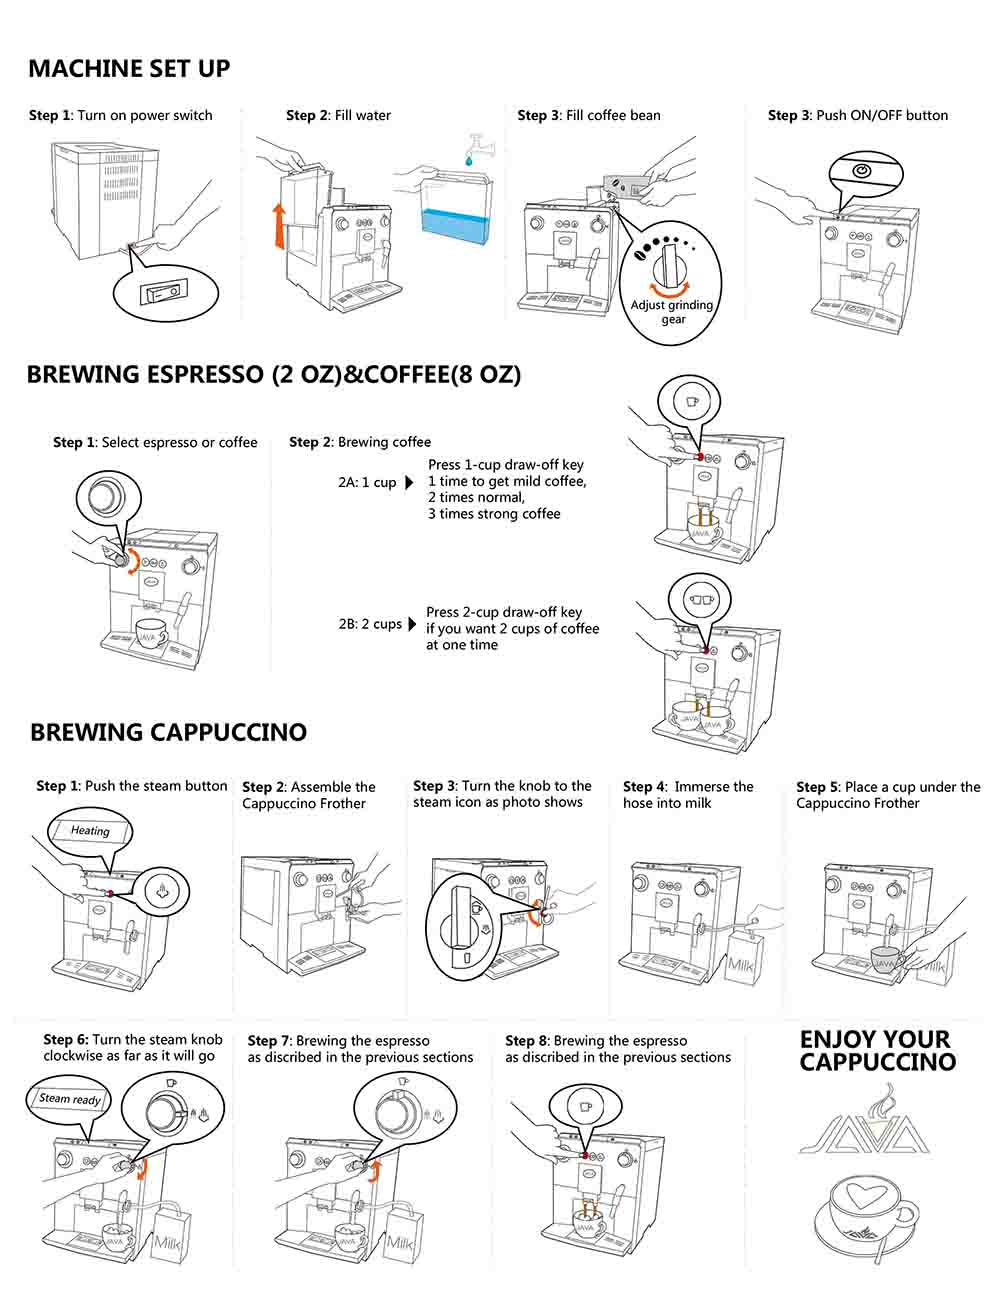 MACHINE SET UP
Step 1: Turn on power switch
Step 2: Fill water
Step 3: Fill coffee bean
Adjust grinding
gear
Step 3: Push ON/OFF button
BREWING ESPRESSO (2 OZ)&COFFEE(8 OZ)
Step 1: Select espresso or coffee
JAVA
Step 2: Brewing coffee
2A: 1 cup
Press 1-cup draw-off key
1 time to get mild coffee,
2 times normal,
3 times strong coffee
JAVA
2B: 2 cups
Press 2-cup draw-off key
if you want 2 cups of coffee
at one time
JAVA
JAVA
BREWING CAPPUCCINO
Step 1: Push the steam button
Heating
Step 2: Assemble the
Cappuccino Frother
Step 3: Turn the knob to the
steam icon as photo shows
Step 4: Immerse the
hose into milk
Milk
Step 5: Place a cup under the
Cappuccino Frother
JAVA
Milk
Step 6: Turn the steam knob
clockwise as far as it will go
Steam ready
JAVA
Milk
Step 7: Brewing the espresso
as discribed in the previous sections
JAVA
Milk
Step 8: Brewing the espresso
as discribed in the previous sections
JAVA
ENJOY YOUR
CAPPUCCINO
JAVA
JAVA